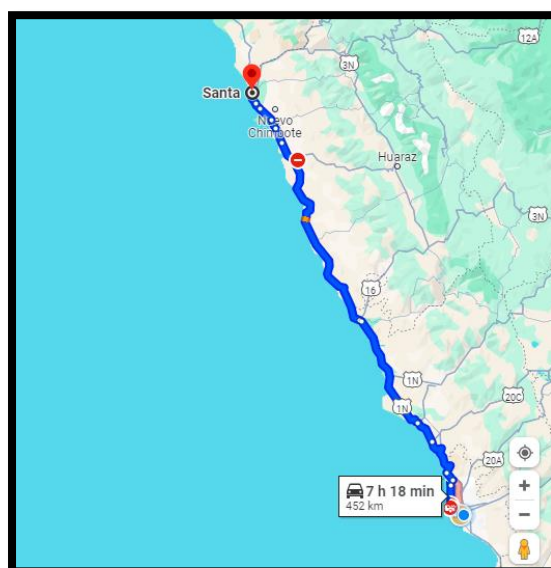 12A
3N
Santa
Nuevo
Chimbote
Huaraz
3N
16
1N
20C
1N
20A
7 h 18 min
452 km
+
−